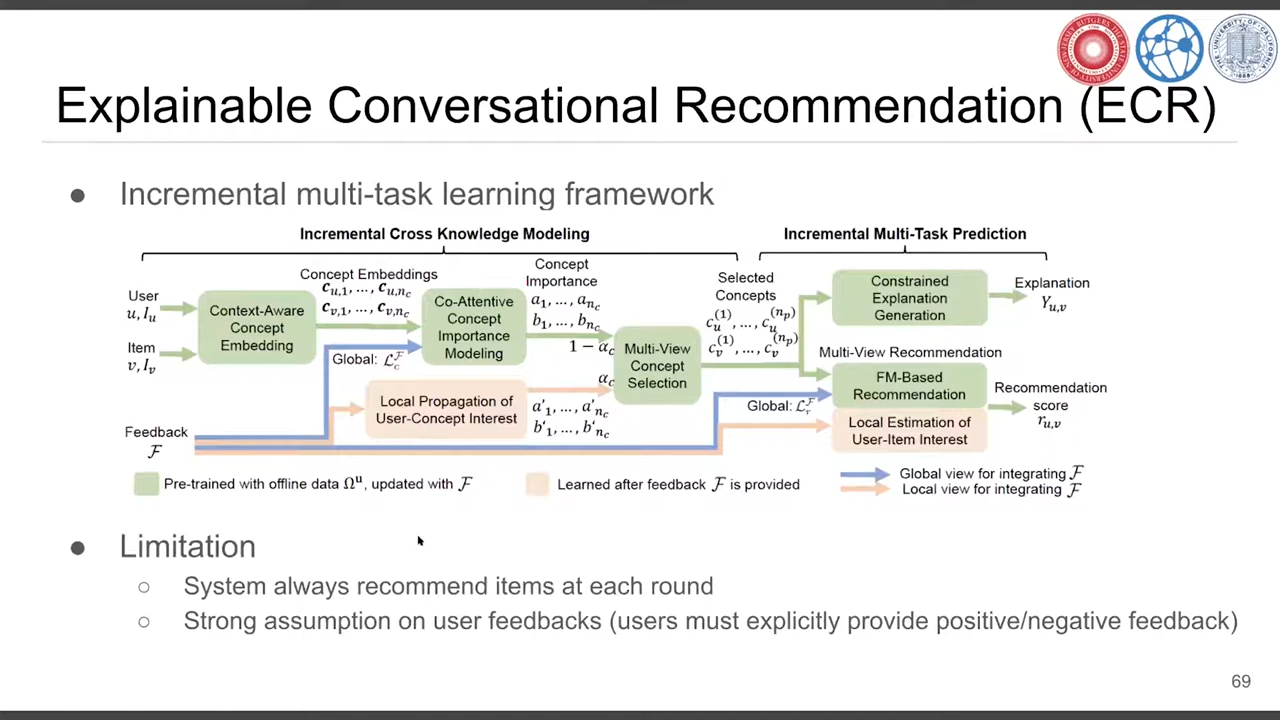 Explainable Conversational Recommendation (ECR)
● Incremental multi-task learning framework
Incremental Cross Knowledge Modeling
Incremental Multi-Task Prediction
User
u, I_u
Item
v, I_v
Context-Aware
Concept
Embedding
Concept Embeddings
c_{u,1}, …, c_{u,n_c}
c_{v,1}, …, c_{v,n_c}
Global: ℒ_c^ℱ
Co-Attentive
Concept
Importance
Modeling
Concept
Importance
a_1, …, a_{n_c}
b_1, …, b_{n_c}
1 − α_c
α_c
Local Propagation of
User-Concept Interest
a'_1, …, a'_{n_c}
b'_1, …, b'_{n_c}
Multi-View
Concept
Selection
Selected
Concepts
c_u^{(1)}, …, c_u^{(n_p)}
c_v^{(1)}, …, c_v^{(n_p)}
Constrained
Explanation
Generation
Explanation
Y_{u,v}
Multi-View Recommendation
FM-Based
Recommendation
Global: ℒ_r^ℱ
Local Estimation of
User-Item Interest
Recommendation
score
r_{u,v}
Feedback
ℱ
Pre-trained with offline data Ω^u, updated with ℱ
Learned after feedback ℱ is provided
Global view for integrating ℱ
Local view for integrating ℱ
● Limitation
○ System always recommend items at each round
○ Strong assumption on user feedbacks (users must explicitly provide positive/negative feedback)
69